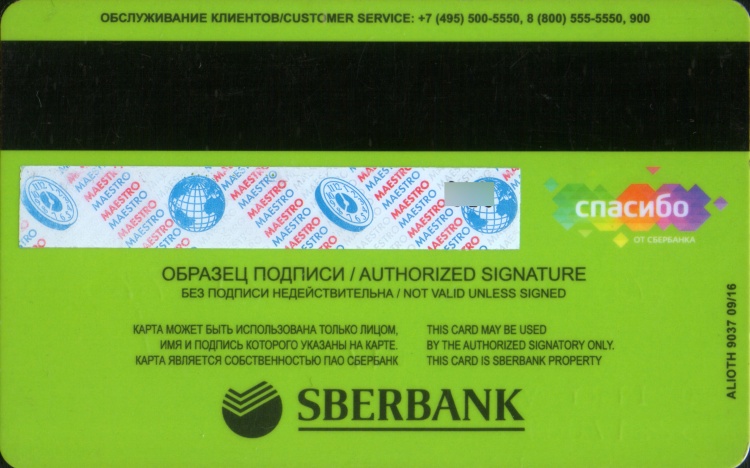 ОБСЛУЖИВАНИЕ КЛИЕНТОВ/CUSTOMER SERVICE: +7 (495) 500-5550, 8 (800) 555-5550, 900
MAESTRO MAESTRO MAESTRO MAESTRO
спасибо
ОТ СБЕРБАНКА
ОБРАЗЕЦ ПОДПИСИ / AUTHORIZED SIGNATURE
БЕЗ ПОДПИСИ НЕДЕЙСТВИТЕЛЬНА / NOT VALID UNLESS SIGNED
КАРТА МОЖЕТ БЫТЬ ИСПОЛЬЗОВАНА ТОЛЬКО ЛИЦОМ,
ИМЯ И ПОДПИСЬ КОТОРОГО УКАЗАНЫ НА КАРТЕ.
КАРТА ЯВЛЯЕТСЯ СОБСТВЕННОСТЬЮ ПАО СБЕРБАНК
THIS CARD MAY BE USED
BY THE AUTHORIZED SIGNATORY ONLY.
THIS CARD IS SBERBANK PROPERTY
ALIOTH 9037 09/16
SBERBANK